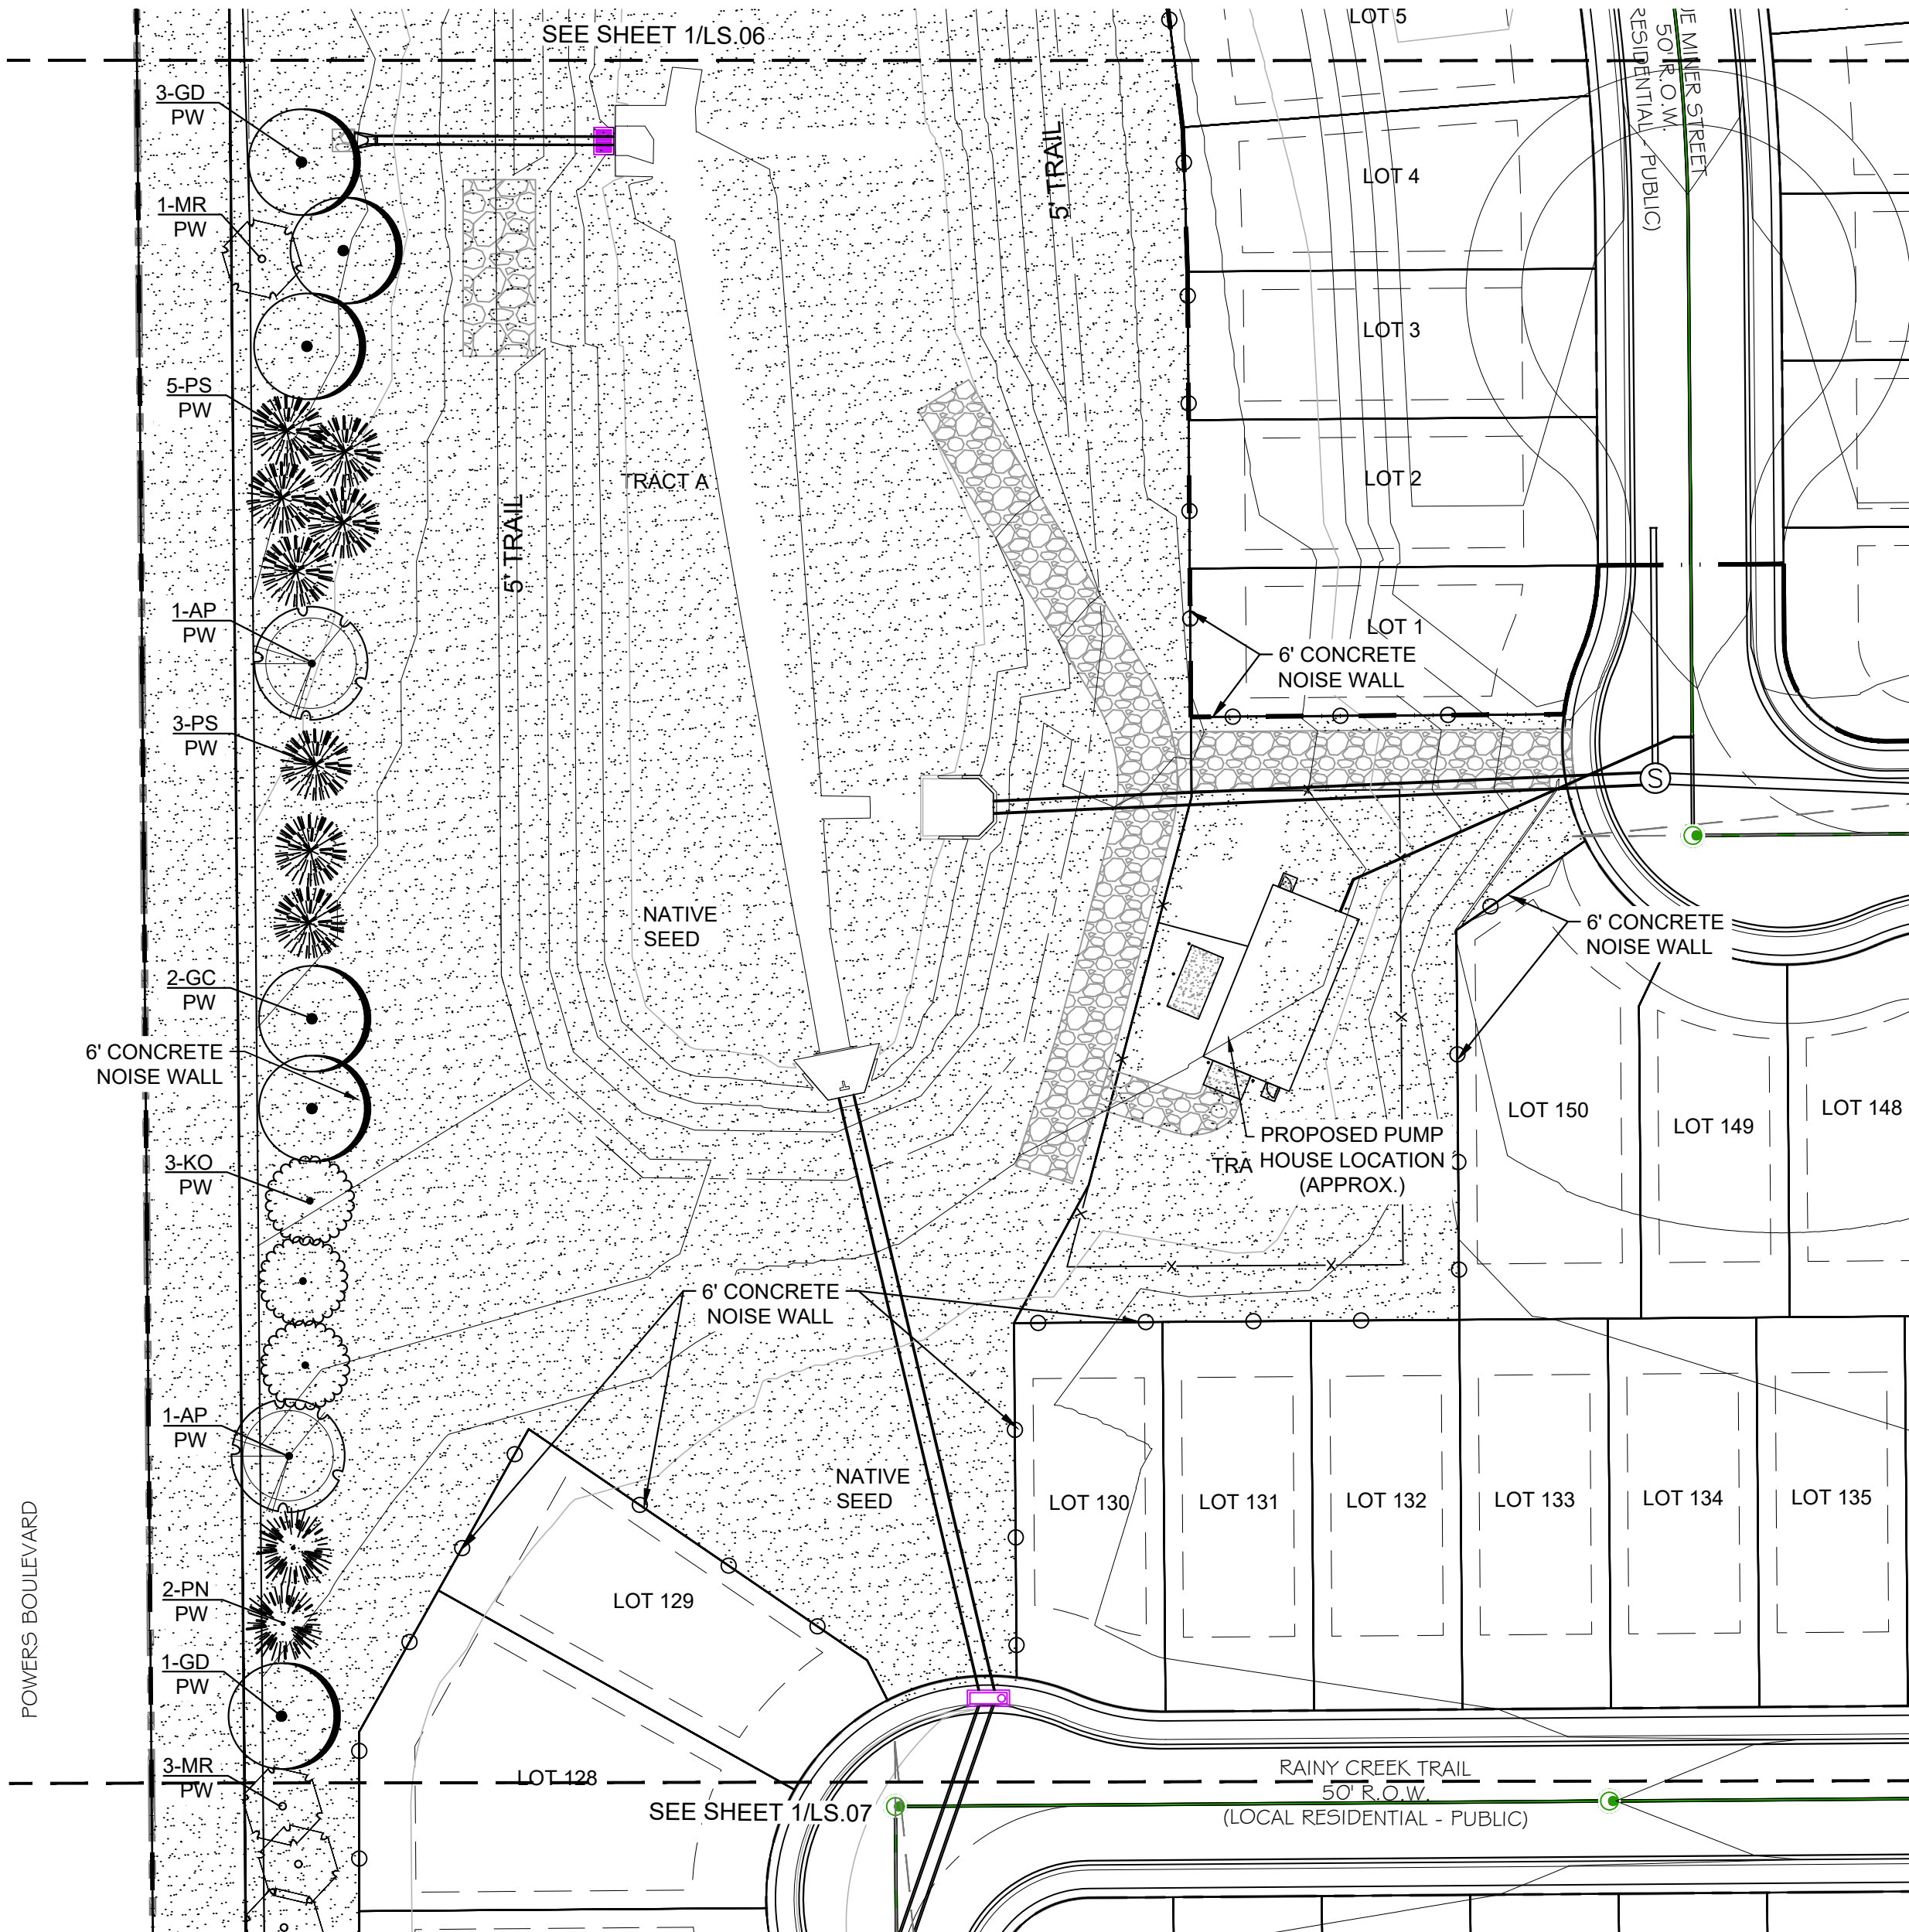 SEE SHEET 1/LS.06
LOT 5
UE MINER STREET
50' R.O.W.
RESIDENTIAL - PUBLIC)
3-GD
PW
5' TRAIL
LOT 4
1-MR
PW
LOT 3
5-PS
PW
TRACT A
LOT 2
5' TRAIL
1-AP
PW
LOT 1
6' CONCRETE
NOISE WALL
3-PS
PW
S
NATIVE
SEED
6' CONCRETE
NOISE WALL
2-GC
PW
6' CONCRETE
NOISE WALL
LOT 150
LOT 149
LOT 148
PROPOSED PUMP
TRA HOUSE LOCATION
(APPROX.)
3-KO
PW
6' CONCRETE
NOISE WALL
1-AP
PW
NATIVE
SEED
LOT 130
LOT 131
LOT 132
LOT 133
LOT 134
LOT 135
POWERS BOULEVARD
2-PN
PW
LOT 129
1-GD
PW
3-MR
PW
LOT 128
SEE SHEET 1/LS.07
RAINY CREEK TRAIL
50' R.O.W.
(LOCAL RESIDENTIAL - PUBLIC)